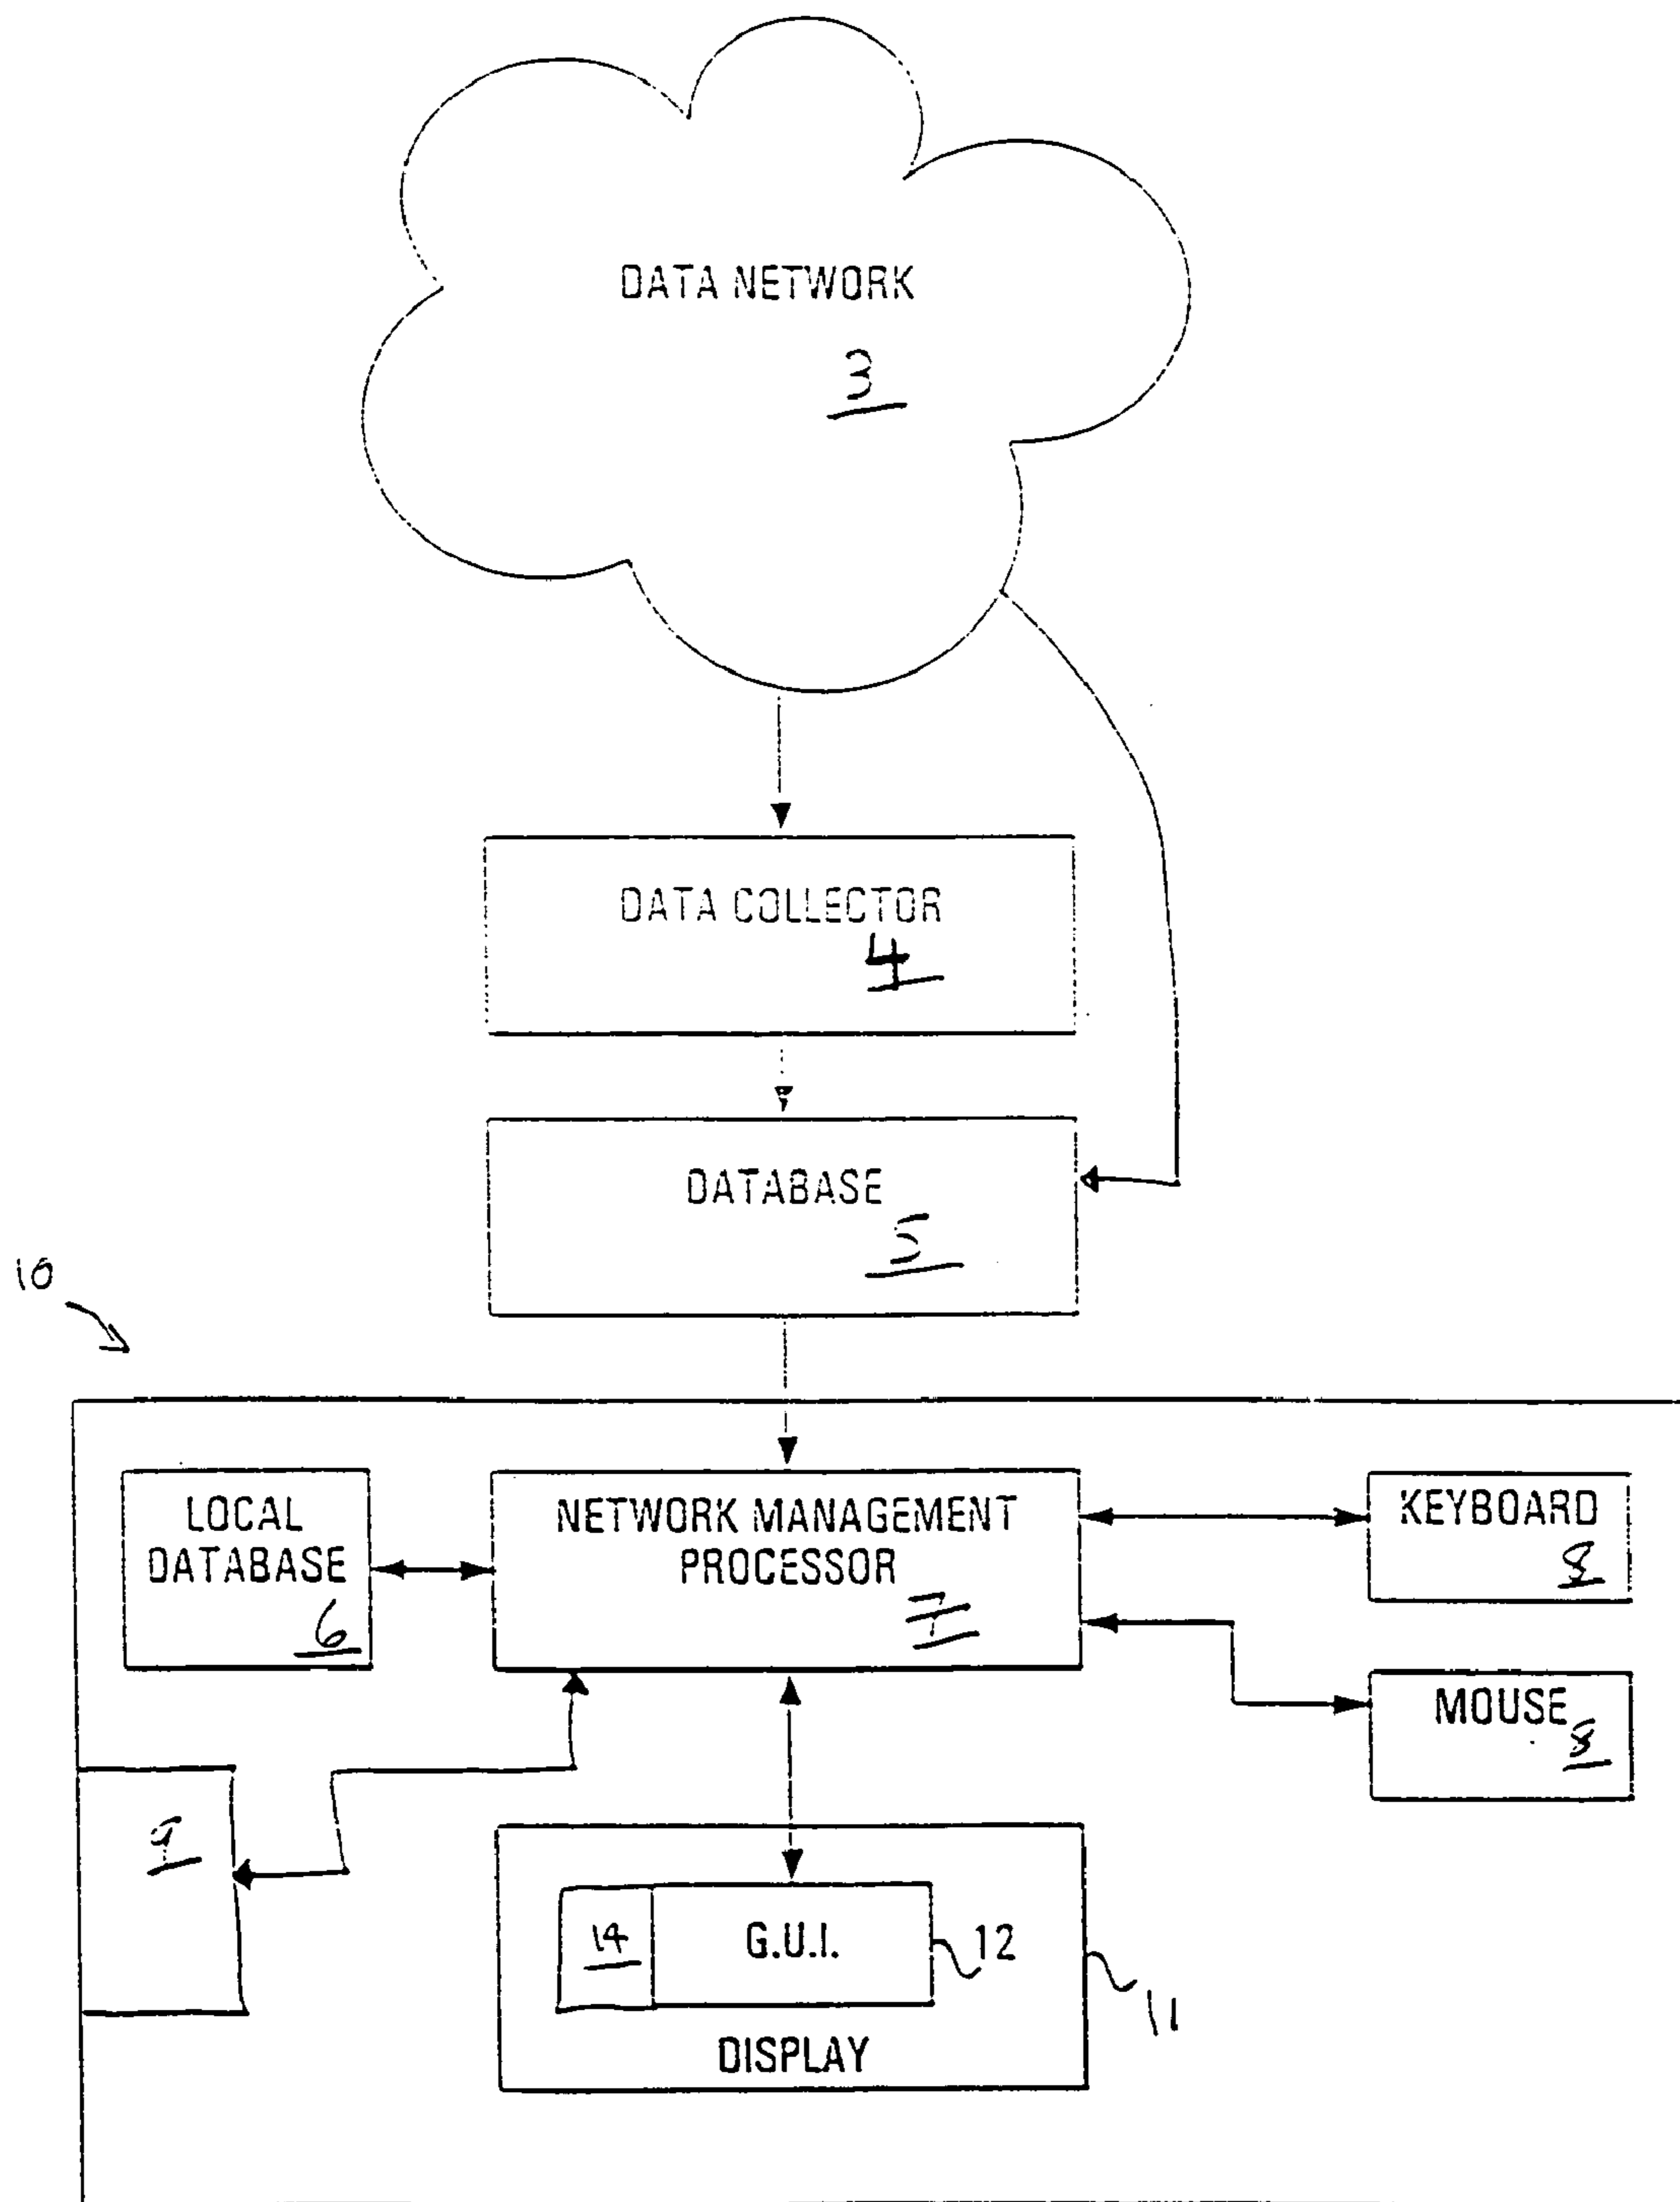 DATA NETWORK
3
DATA COLLECTOR
4
DATABASE
5
10
LOCAL
DATABASE
6
NETWORK MANAGEMENT
PROCESSOR
7
KEYBOARD
8
MOUSE
8
9
14
G.U.I.
12
11
DISPLAY